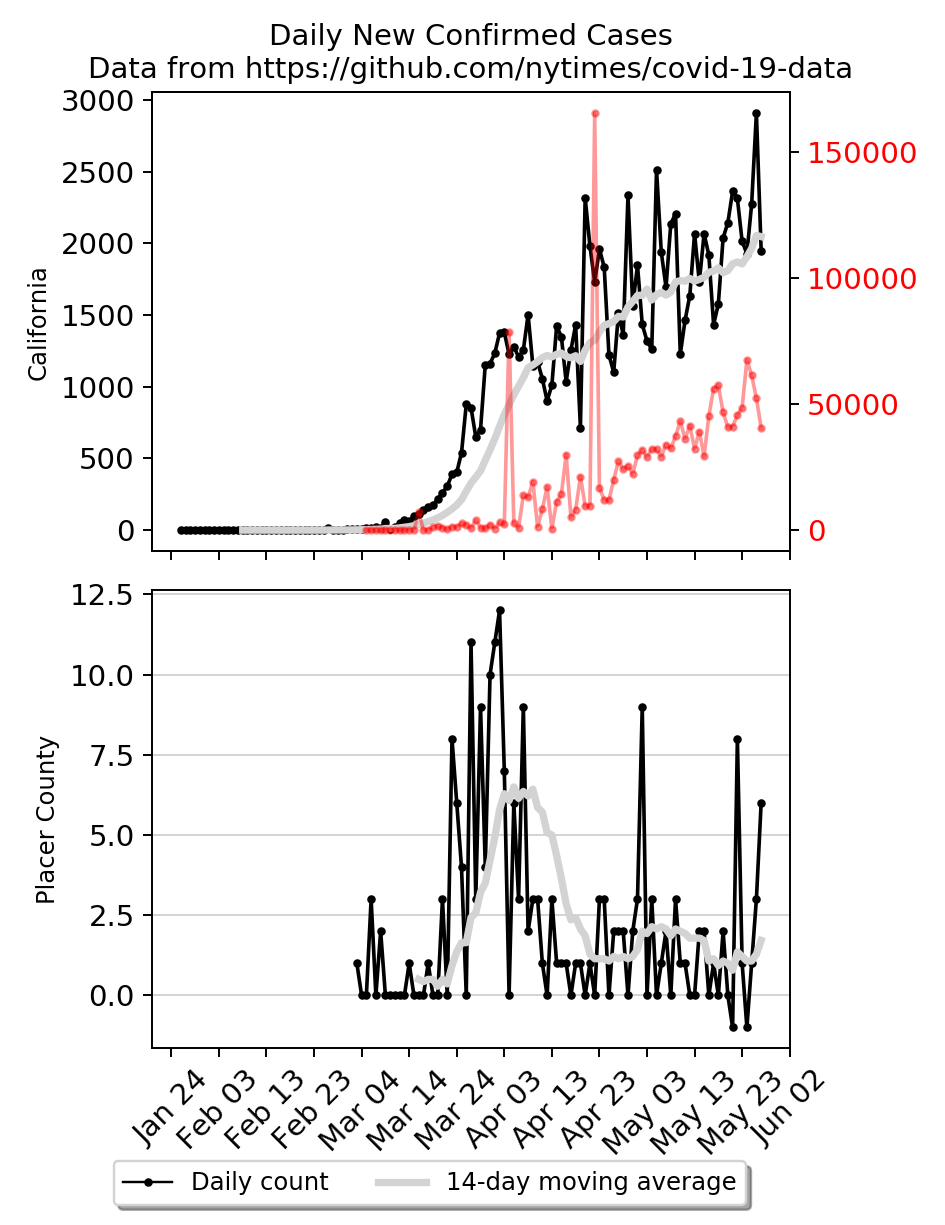 Daily New Confirmed Cases
Data from https://github.com/nytimes/covid-19-data
3000
2500
2000
1500
1000
500
0
California
150000
100000
50000
0
12.5
10.0
7.5
5.0
2.5
0.0
Placer County
Jan 24
Feb 03
Feb 13
Feb 23
Mar 04
Mar 14
Mar 24
Apr 03
Apr 13
Apr 23
May 03
May 13
May 23
Jun 02
Daily count
14-day moving average